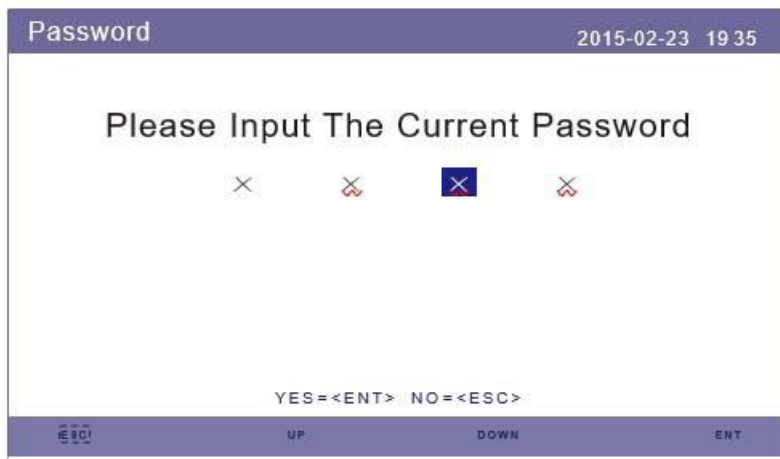 Password 2015-02-23 19 35
Please Input The Current Password
× × × ×
YES=<ENT> NO=<ESC>
ESC UP DOWN ENT